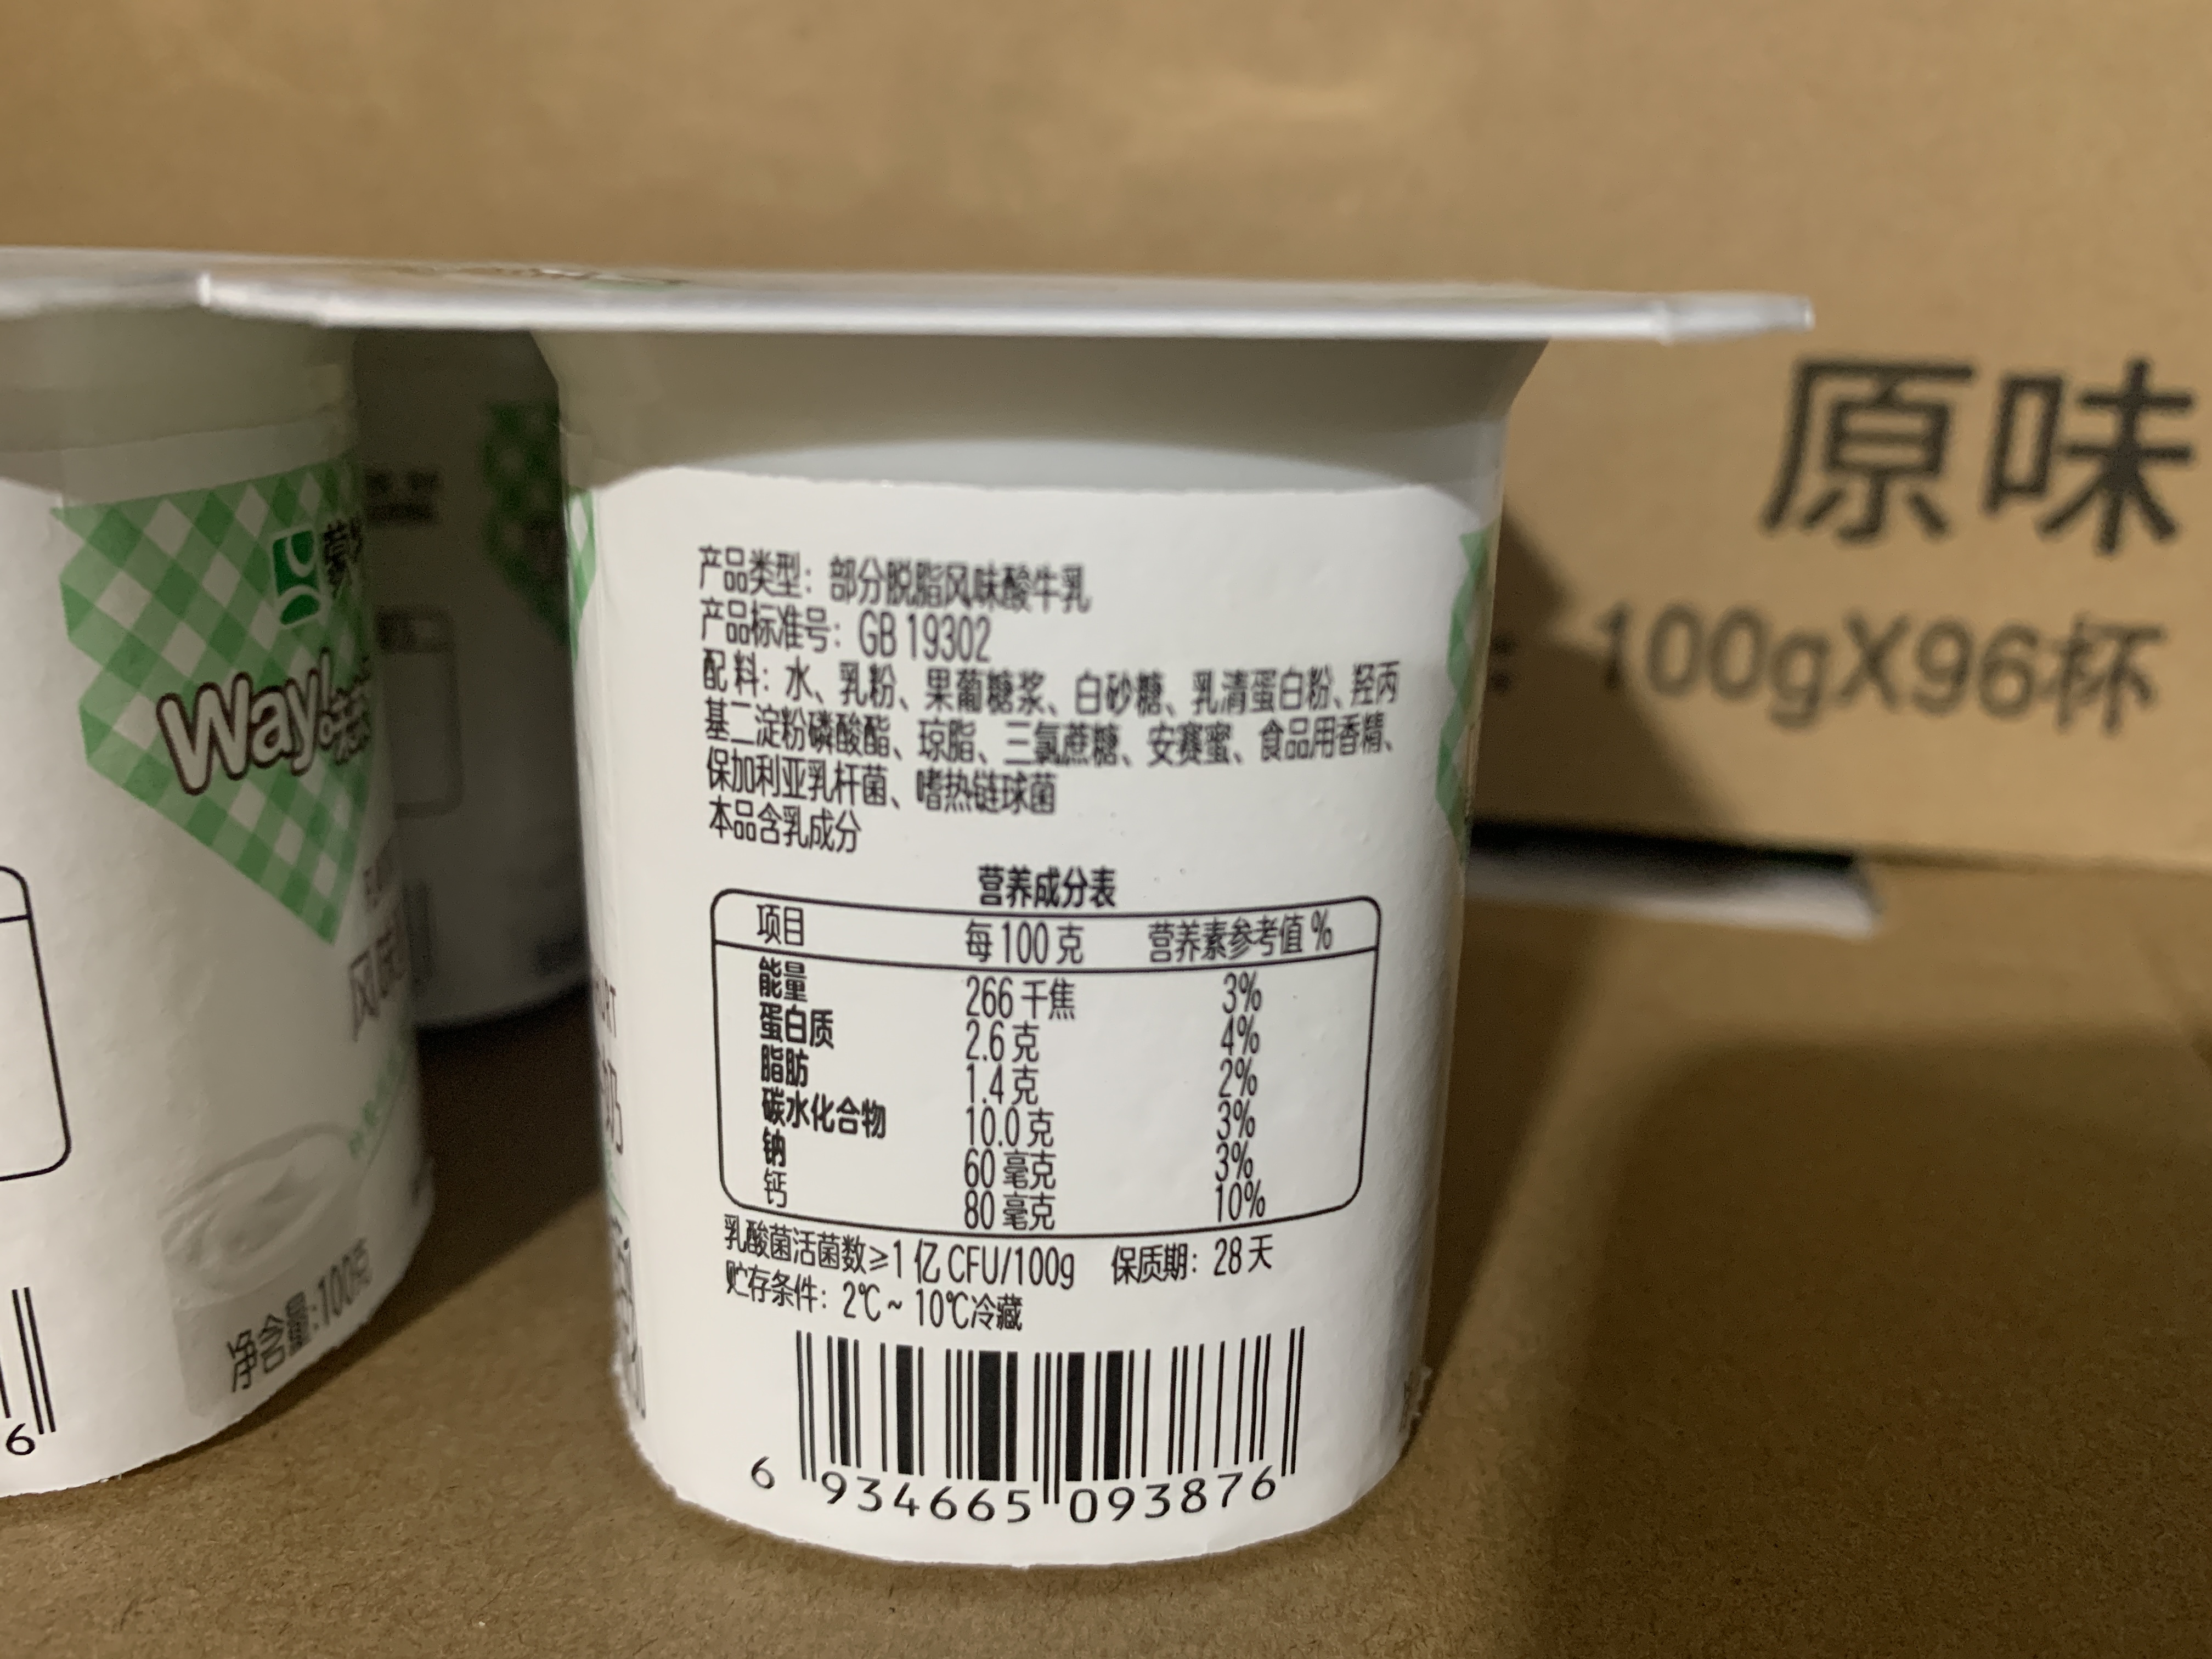 原味
100gX96杯
Way
净含量:100克
6
产品类型：部分脱脂风味酸牛乳
产品标准号：GB 19302
配料：水、乳粉、果葡糖浆、白砂糖、乳清蛋白粉、羟丙
基二淀粉磷酸酯、琼脂、三氯蔗糖、安赛蜜、食品用香精、
保加利亚乳杆菌、嗜热链球菌
本品含乳成分
营养成分表
项目 每100克 营养素参考值%
能量 266千焦 3%
蛋白质 2.6克 4%
脂肪 1.4克 2%
碳水化合物 10.0克 3%
钠 60毫克 3%
钙 80毫克 10%
乳酸菌活菌数≥1亿CFU/100g 保质期：28天
贮存条件：2℃~10℃冷藏
6 934665 093876